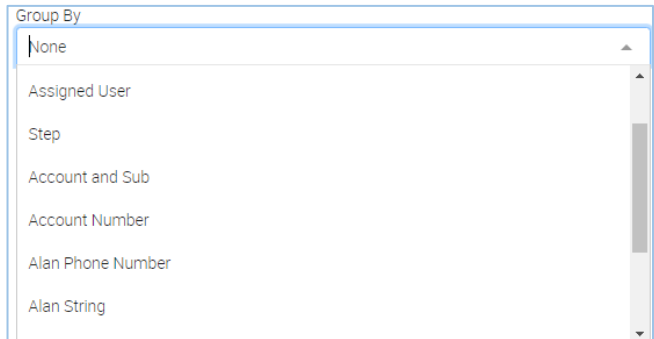 Group By
None
Assigned User
Step
Account and Sub
Account Number
Alan Phone Number
Alan String